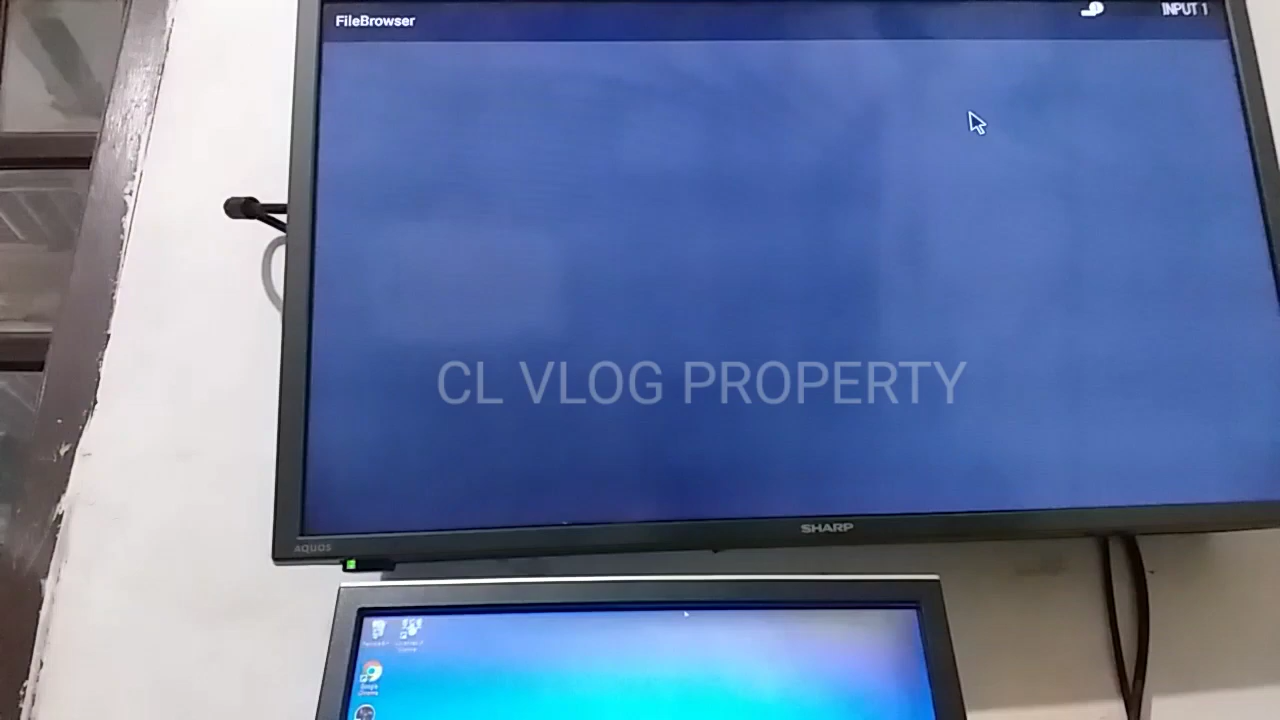 FileBrowser
INPUT 1
CL VLOG PROPERTY
SHARP
AQUOS
Google
Chrome